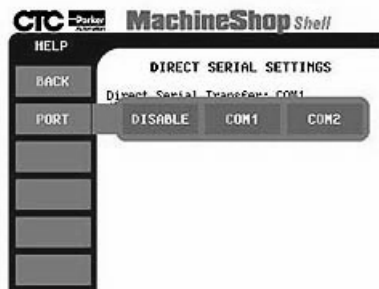 CTC Parker Automation MachineShop Shell
HELP
DIRECT SERIAL SETTINGS
BACK
Direct Serial Transfer: COM1
PORT DISABLE COM1 COM2